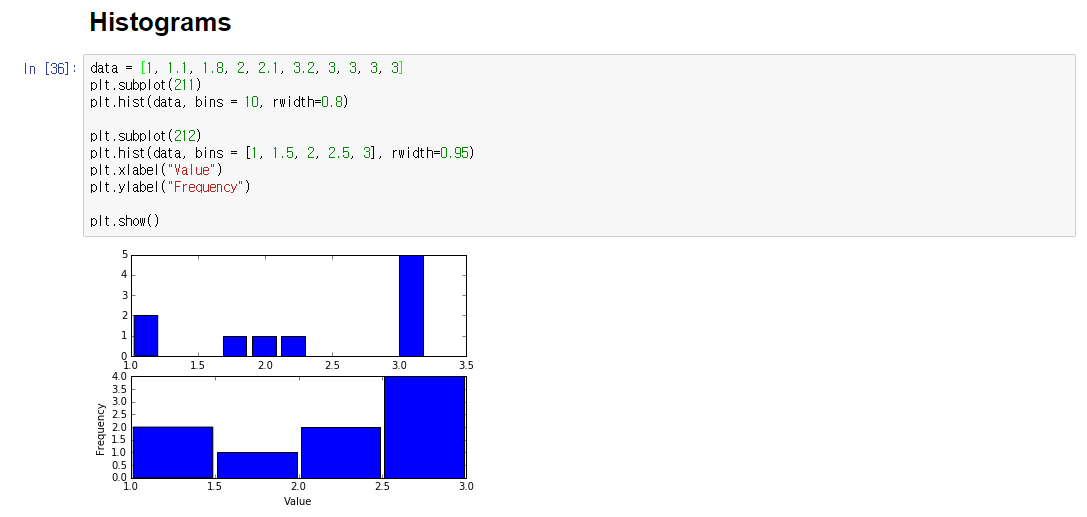 Histograms
In [36]: data = [1, 1.1, 1.8, 2, 2.1, 3.2, 3, 3, 3, 3]
plt.subplot(211)
plt.hist(data, bins = 10, rwidth=0.8)
plt.subplot(212)
plt.hist(data, bins = [1, 1.5, 2, 2.5, 3], rwidth=0.95)
plt.xlabel("Value")
plt.ylabel("Frequency")
plt.show()
5
4
3
2
1
0
1.0 1.5 2.0 2.5 3.0 3.5
4.0
3.5
3.0
2.5
2.0
1.5
1.0
0.5
0.0
Frequency
1.0 1.5 2.0 2.5 3.0
Value